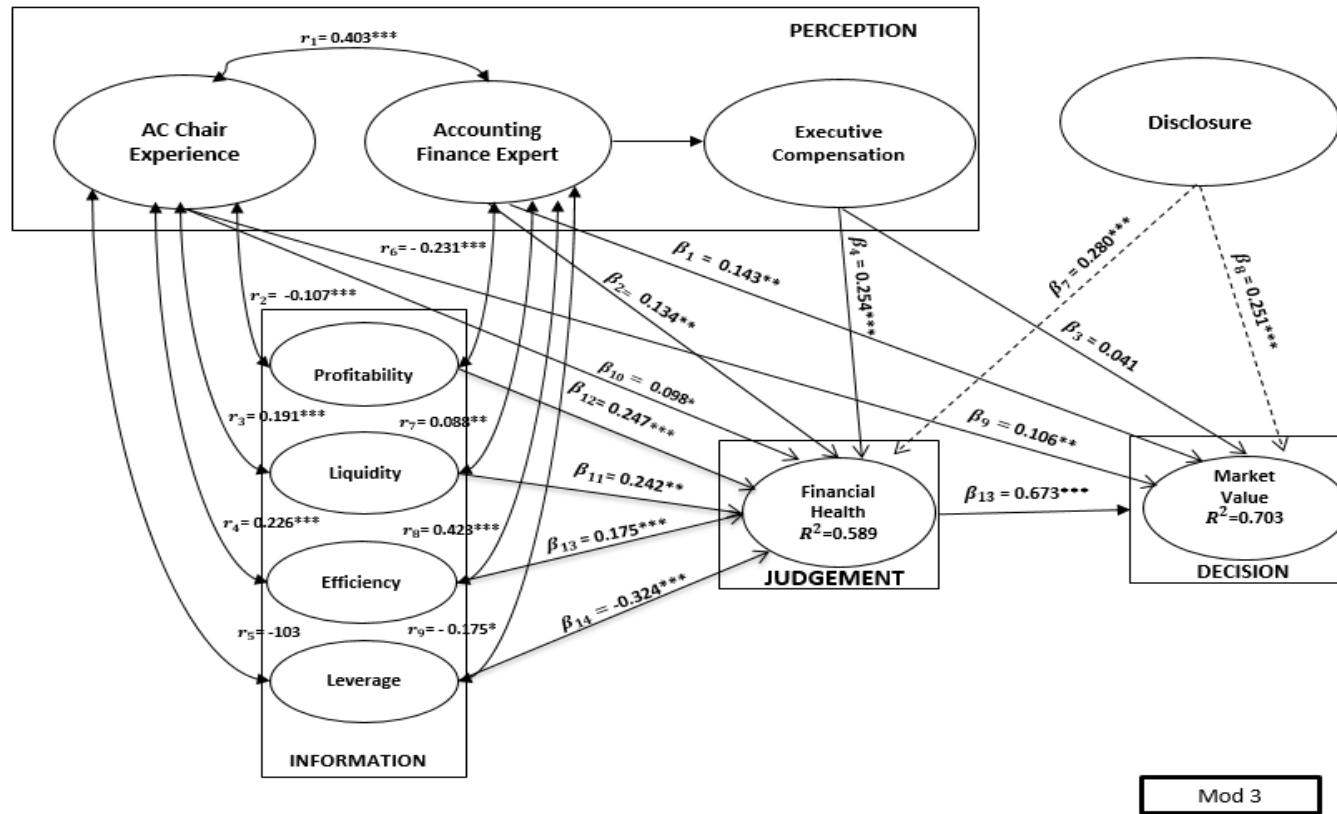 r₁= 0.403***
PERCEPTION
AC Chair
Experience
Accounting
Finance Expert
Executive
Compensation
Disclosure
r₆= - 0.231***
r₂= -0.107***
β₂= 0.134**
β₁ = 0.143**
β₄ = 0.254***
β₃ = 0.041
β₇ = 0.280***
β₈ = 0.251***
Profitability
β₁₀ = 0.098*
β₁₂= 0.247***
β₉ = 0.106**
r₃= 0.191***
r₇= 0.088**
Liquidity
β₁₁ = 0.242**
Financial
Health
R²=0.589
β₁₃ = 0.673***
Market
Value
R²=0.703
r₄= 0.226***
r₈= 0.423***
β₁₃ = 0.175***
Efficiency
JUDGEMENT
DECISION
β₁₄ = -0.324***
r₅= -103
r₉= - 0.175*
Leverage
INFORMATION
Mod 3